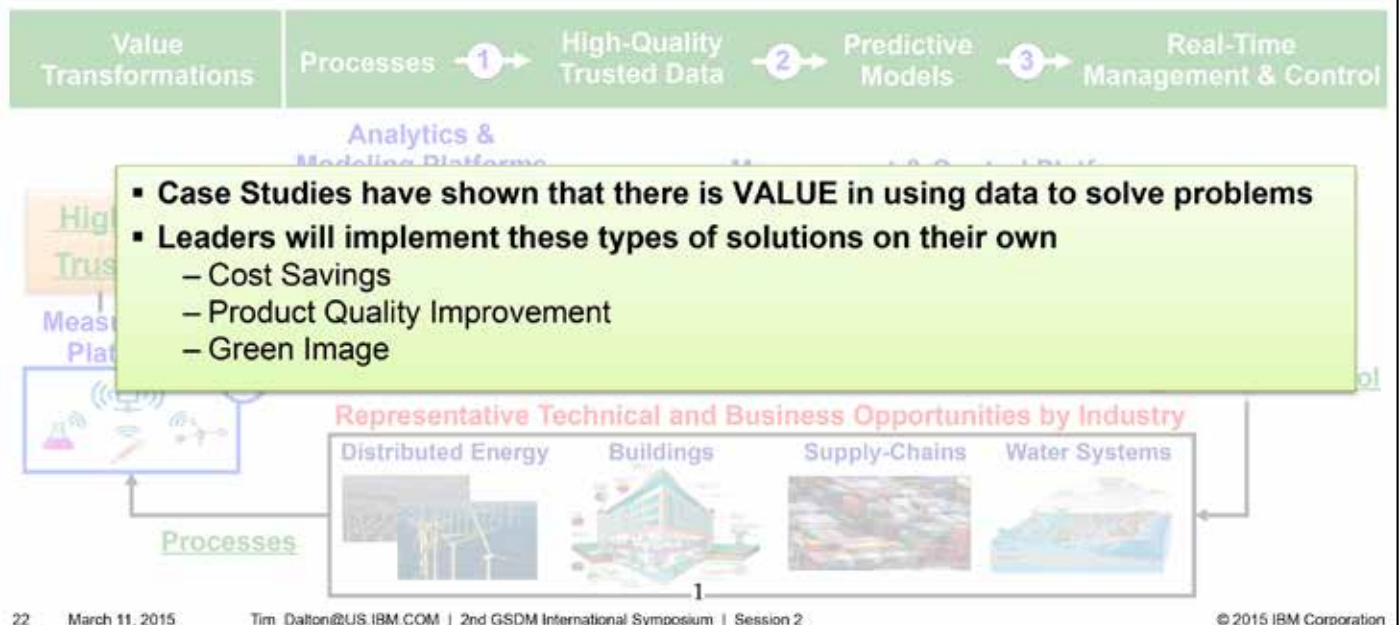 Value
Transformations
Processes 1 High-Quality
Trusted Data 2 Predictive
Models 3 Real-Time
Management & Control
Analytics &
Modeling Platforms
▪ Case Studies have shown that there is VALUE in using data to solve problems
▪ Leaders will implement these types of solutions on their own
– Cost Savings
– Product Quality Improvement
– Green Image
Representative Technical and Business Opportunities by Industry
Distributed Energy Buildings Supply-Chains Water Systems
Processes
1
22 March 11, 2015 Tim_Dalton@US.IBM.COM | 2nd GSDM International Symposium | Session 2 © 2015 IBM Corporation